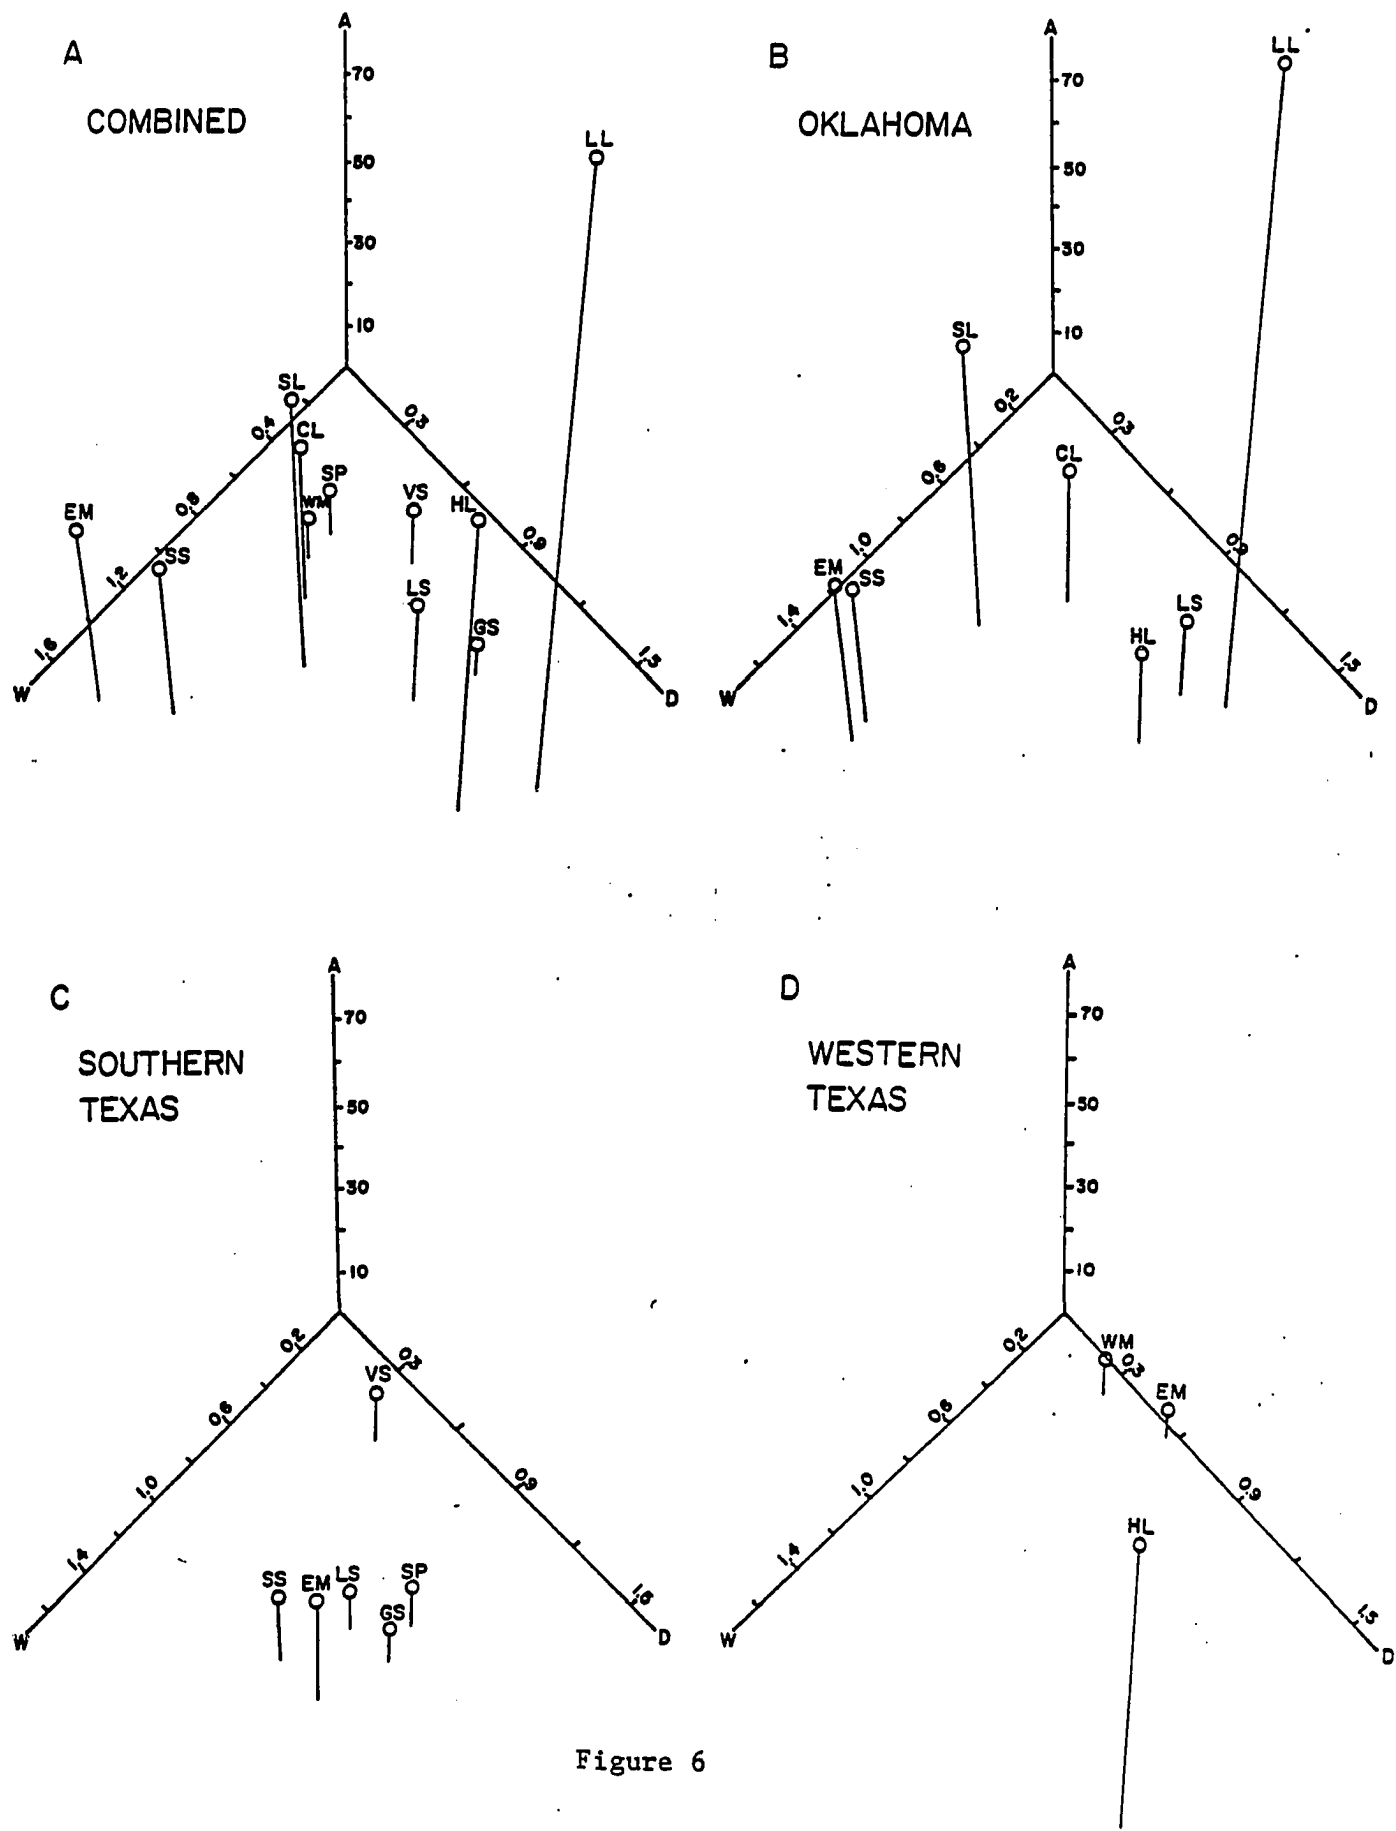 A
COMBINED
A
70
50
30
10
0.4
0.8
1.2
1.6
W
0.3
0.9
1.5
D
LL
SL
CL
SP
WM
VS
HL
EM
SS
LS
GS
B
OKLAHOMA
A
70
50
30
10
0.2
0.6
1.0
1.4
W
0.3
0.9
1.5
D
LL
SL
CL
EM
SS
LS
HL
C
SOUTHERN
TEXAS
A
70
50
30
10
0.2
0.6
1.0
1.4
W
0.3
0.9
1.5
D
VS
SS
EM
LS
SP
GS
D
WESTERN
TEXAS
A
70
50
30
10
0.2
0.6
1.0
1.4
W
0.3
0.9
1.5
D
WM
EM
HL
Figure 6